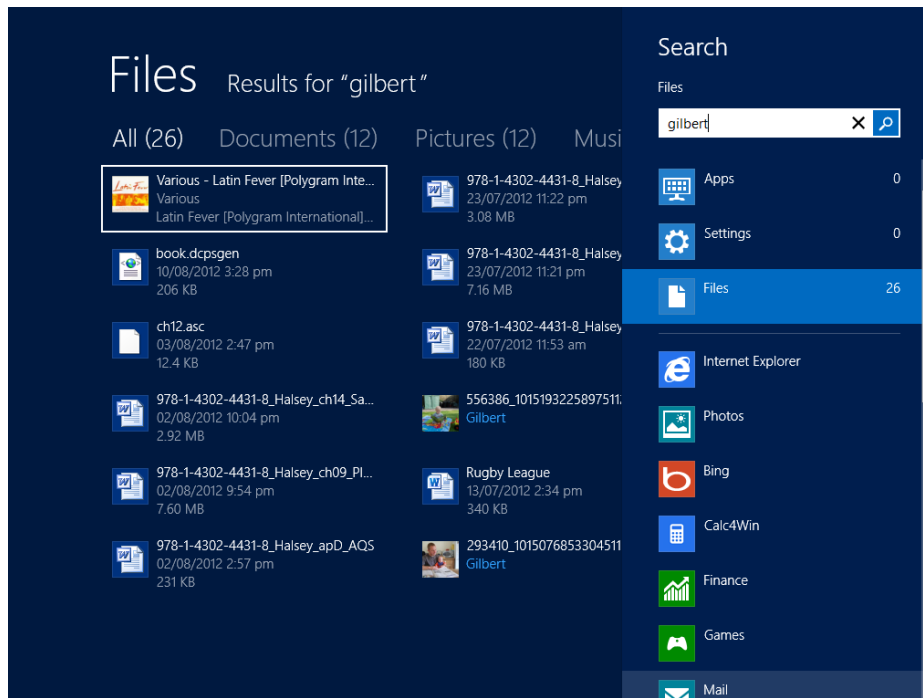 Files Results for “gilbert”
All (26) Documents (12) Pictures (12) Musi
Various - Latin Fever [Polygram Inte...
Various
Latin Fever [Polygram International]...
book.dcpsgen
10/08/2012 3:28 pm
206 KB
ch12.asc
03/08/2012 2:47 pm
12.4 KB
978-1-4302-4431-8_Halsey_ch14_Sa...
02/08/2012 10:04 pm
2.92 MB
978-1-4302-4431-8_Halsey_ch09_Pl...
02/08/2012 9:54 pm
7.60 MB
978-1-4302-4431-8_Halsey_apD_AQS
02/08/2012 2:57 pm
231 KB
978-1-4302-4431-8_Halsey
23/07/2012 11:22 pm
3.08 MB
978-1-4302-4431-8_Halsey
23/07/2012 11:21 pm
7.16 MB
978-1-4302-4431-8_Halsey
22/07/2012 11:53 am
180 KB
556386_1015193225897511
Gilbert
Rugby League
13/07/2012 2:34 pm
340 KB
293410_1015076853304511
Gilbert
Search
Files
gilbert
Apps 0
Settings 0
Files 26
Internet Explorer
Photos
Bing
Calc4Win
Finance
Games
Mail